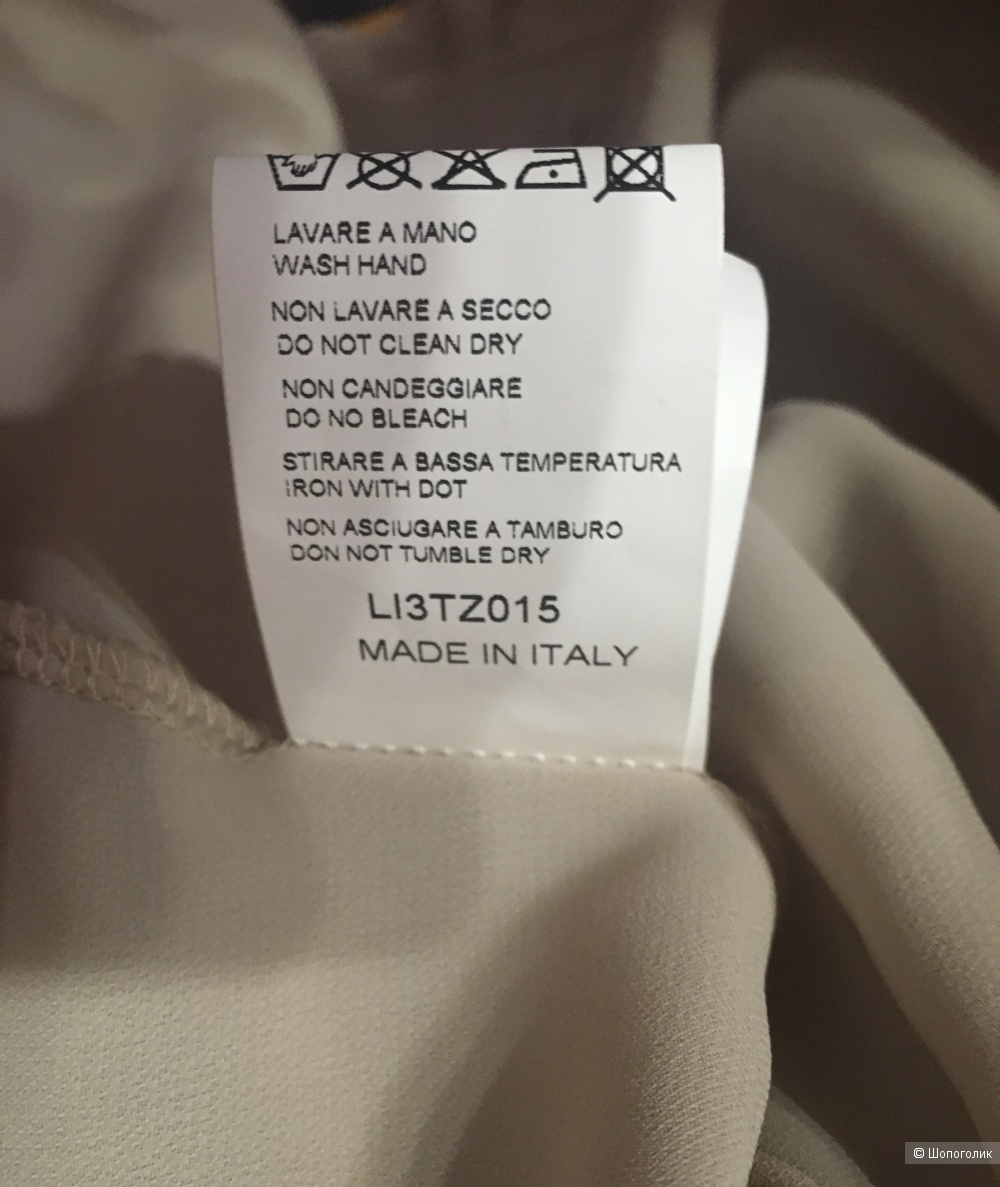 LAVARE A MANO
WASH HAND
NON LAVARE A SECCO
DO NOT CLEAN DRY
NON CANDEGGIARE
DO NO BLEACH
STIRARE A BASSA TEMPERATURA
IRON WITH DOT
NON ASCIUGARE A TAMBURO
DON NOT TUMBLE DRY
LI3TZ015
MADE IN ITALY
© Шопоголик